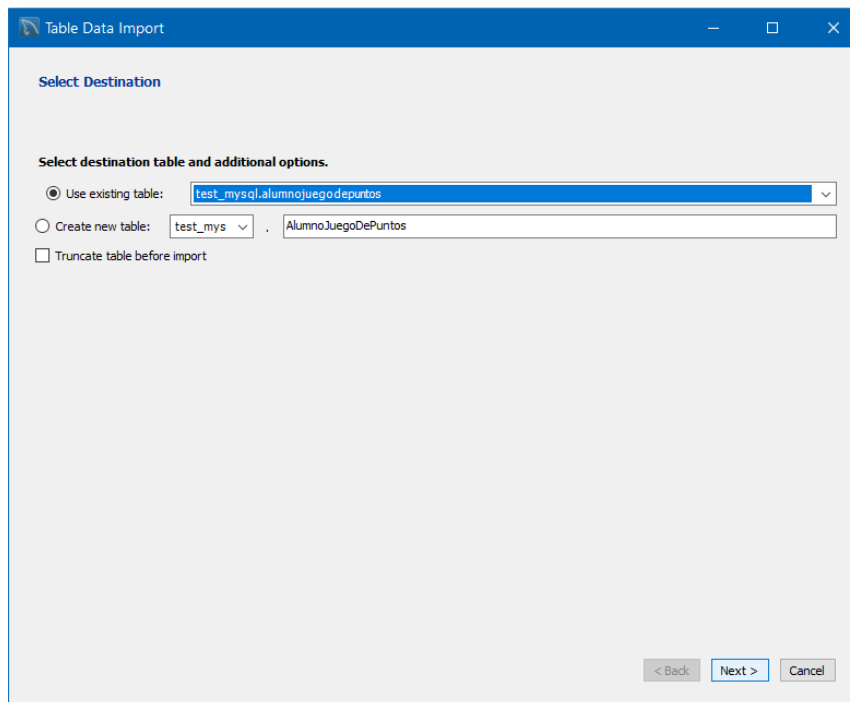 Table Data Import
Select Destination
Select destination table and additional options.
Use existing table: test_mysql.alumnojuegodepuntos
Create new table: test_mys . AlumnoJuegoDePuntos
Truncate table before import
< Back Next > Cancel